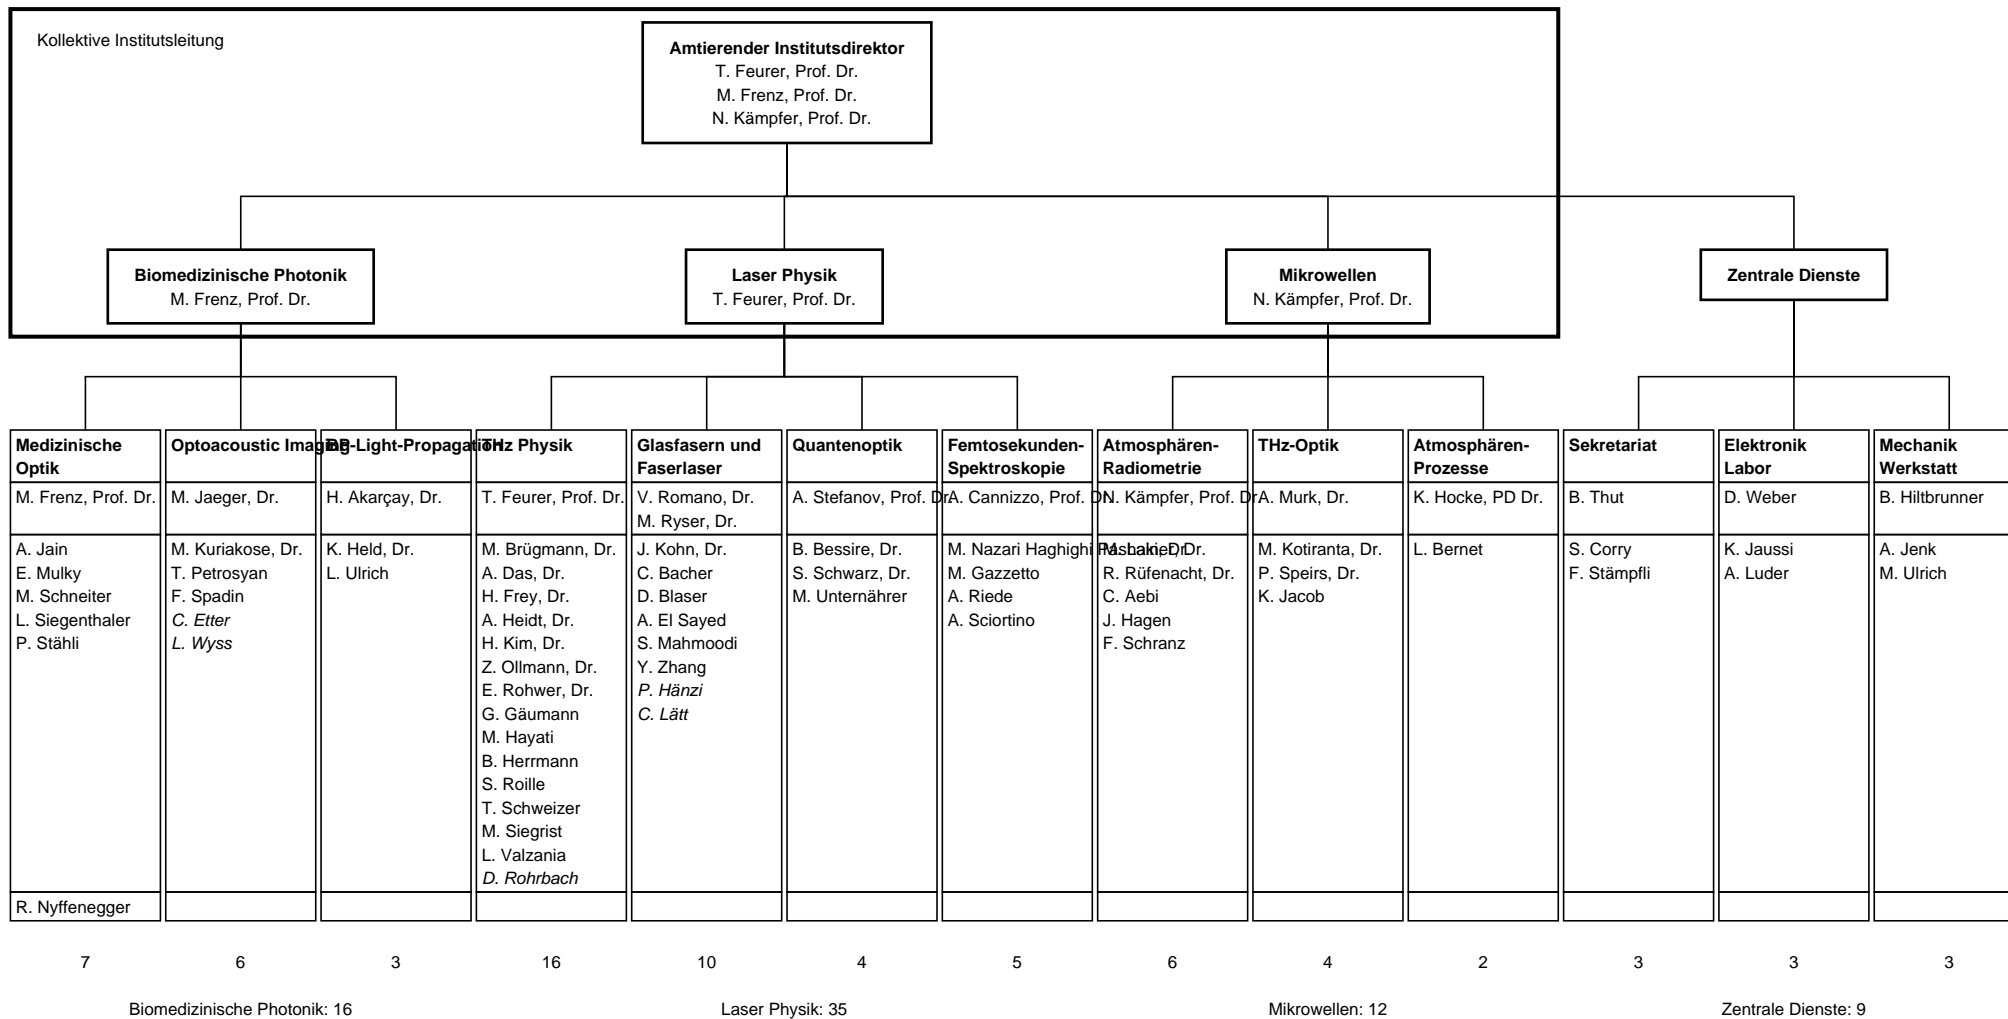 Kollektive Institutsleitung
Amtierender Institutsdirektor
T. Feurer, Prof. Dr.
M. Frenz, Prof. Dr.
N. Kämpfer, Prof. Dr.
Biomedizinische Photonik
M. Frenz, Prof. Dr.
Laser Physik
T. Feurer, Prof. Dr.
Mikrowellen
N. Kämpfer, Prof. Dr.
Zentrale Dienste
Medizinische
Optik
M. Frenz, Prof. Dr.
A. Jain
E. Mulky
M. Schneiter
L. Siegenthaler
P. Stähli
R. Nyffenegger
Optoacoustic Imaging
M. Jaeger, Dr.
M. Kuriakose, Dr.
T. Petrosyan
F. Spadin
C. Etter
L. Wyss
BP-Light-Propagation
H. Akarçay, Dr.
K. Held, Dr.
L. Ulrich
THz Physik
T. Feurer, Prof. Dr.
M. Brügmann, Dr.
A. Das, Dr.
H. Frey, Dr.
A. Heidt, Dr.
H. Kim, Dr.
Z. Ollmann, Dr.
E. Rohwer, Dr.
G. Gäumann
M. Hayati
B. Herrmann
S. Roille
T. Schweizer
M. Siegrist
L. Valzania
D. Rohrbach
Glasfasern und
Faserlaser
V. Romano, Dr.
M. Ryser, Dr.
J. Kohn, Dr.
C. Bacher
D. Blaser
A. El Sayed
S. Mahmoodi
Y. Zhang
P. Hänzi
C. Lätt
Quantenoptik
A. Stefanov, Prof. Dr.
B. Bessire, Dr.
S. Schwarz, Dr.
M. Unternährer
Femtosekunden-
Spektroskopie
A. Cannizzo, Prof. Dr.
M. Nazari Haghighi
M. Gazzetto
A. Riede
A. Sciortino
Atmosphären-
Radiometrie
N. Kämpfer, Prof. Dr.
R. Rüfenacht, Dr.
C. Aebi
J. Hagen
F. Schranz
THz-Optik
A. Murk, Dr.
M. Kotiranta, Dr.
P. Speirs, Dr.
K. Jacob
Atmosphären-
Prozesse
K. Hocke, PD Dr.
L. Bernet
Sekretariat
B. Thut
S. Corry
F. Stämpfli
Elektronik
Labor
D. Weber
K. Jaussi
A. Luder
Mechanik
Werkstatt
B. Hiltbrunner
A. Jenk
M. Ulrich
7 6 3 16 10 4 5 6 4 2 3 3 3
Biomedizinische Photonik: 16
Laser Physik: 35
Mikrowellen: 12
Zentrale Dienste: 9